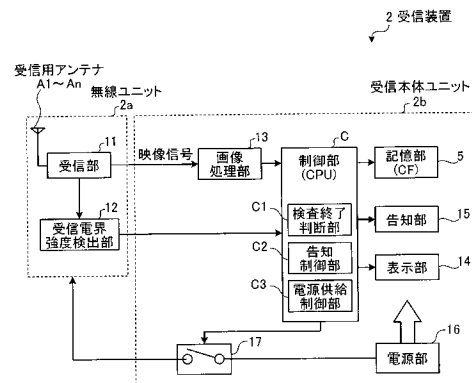 2 受信装置
受信用アンテナ
A1～An
無線ユニット
2a
受信本体ユニット
2b
11
受信部
映像信号
13
画像
処理部
C
制御部
(CPU)
5
記憶部
(CF)
12
受信電界
強度検出部
C1
検査終了
判断部
C2
告知
制御部
C3
電源供給
制御部
15
告知部
14
表示部
17
16
電源部